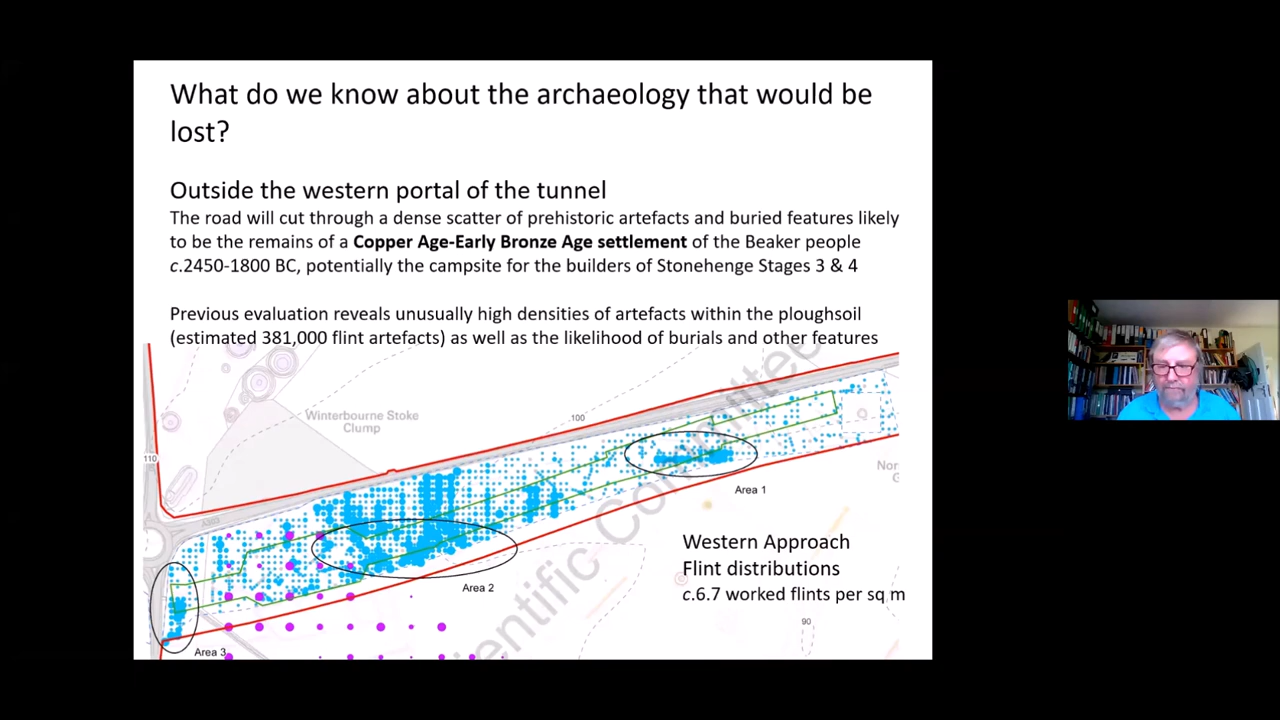 What do we know about the archaeology that would be
lost?
Outside the western portal of the tunnel
The road will cut through a dense scatter of prehistoric artefacts and buried features likely
to be the remains of a Copper Age-Early Bronze Age settlement of the Beaker people
c.2450-1800 BC, potentially the campsite for the builders of Stonehenge Stages 3 & 4
Previous evaluation reveals unusually high densities of artefacts within the ploughsoil
(estimated 381,000 flint artefacts) as well as the likelihood of burials and other features
Winterbourne Stoke
Clump
100
110
A303
Nor
G
Area 1
Area 2
Area 3
cientific Committee
Western Approach
Flint distributions
c.6.7 worked flints per sq m
90